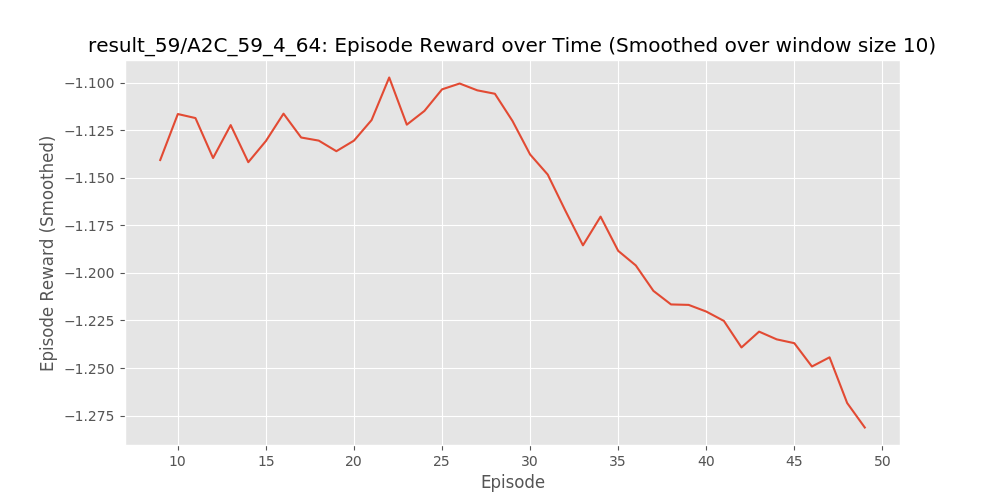 result_59/A2C_59_4_64: Episode Reward over Time (Smoothed over window size 10)
Episode Reward (Smoothed)
−1.100
−1.125
−1.150
−1.175
−1.200
−1.225
−1.250
−1.275
10 15 20 25 30 35 40 45 50
Episode